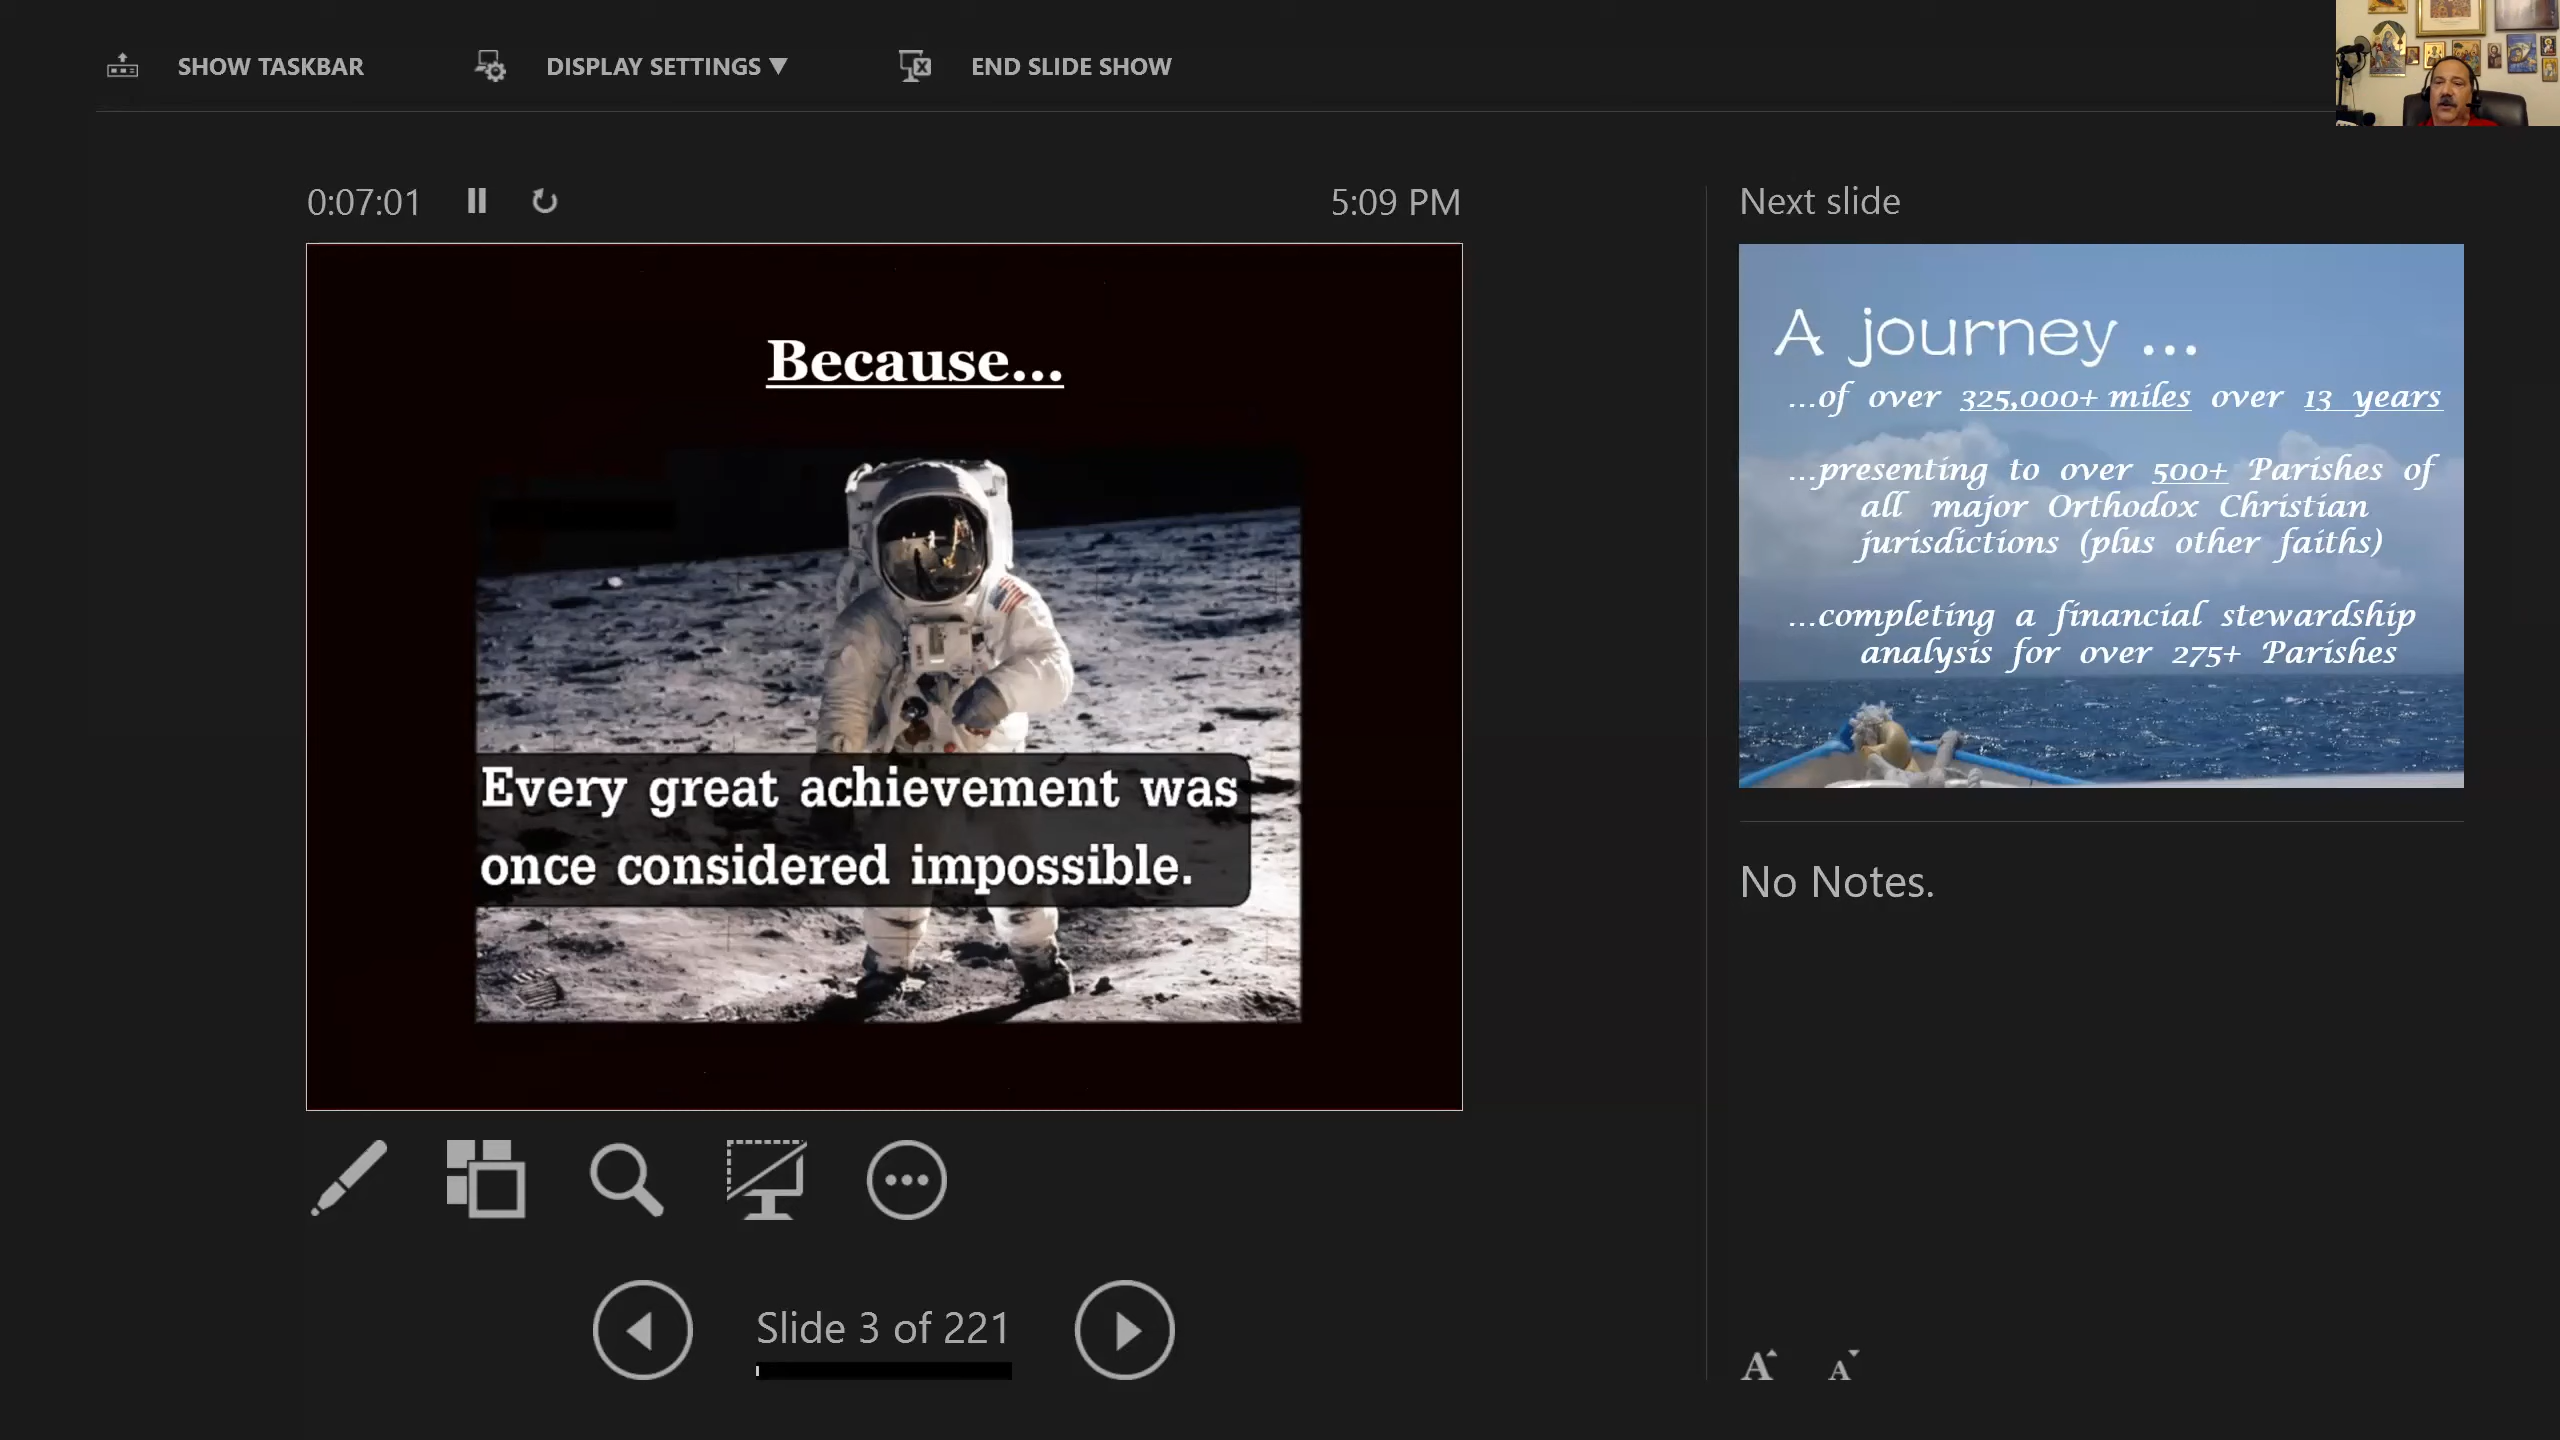 SHOW TASKBAR
DISPLAY SETTINGS ▼
END SLIDE SHOW
0:07:01
5:09 PM
Because...
Every great achievement was
once considered impossible.
Slide 3 of 221
Next slide
A journey ...
...of over 325,000+ miles over 13 years
...presenting to over 500+ Parishes of
all major Orthodox Christian
jurisdictions (plus other faiths)
...completing a financial stewardship
analysis for over 275+ Parishes
No Notes.
A A